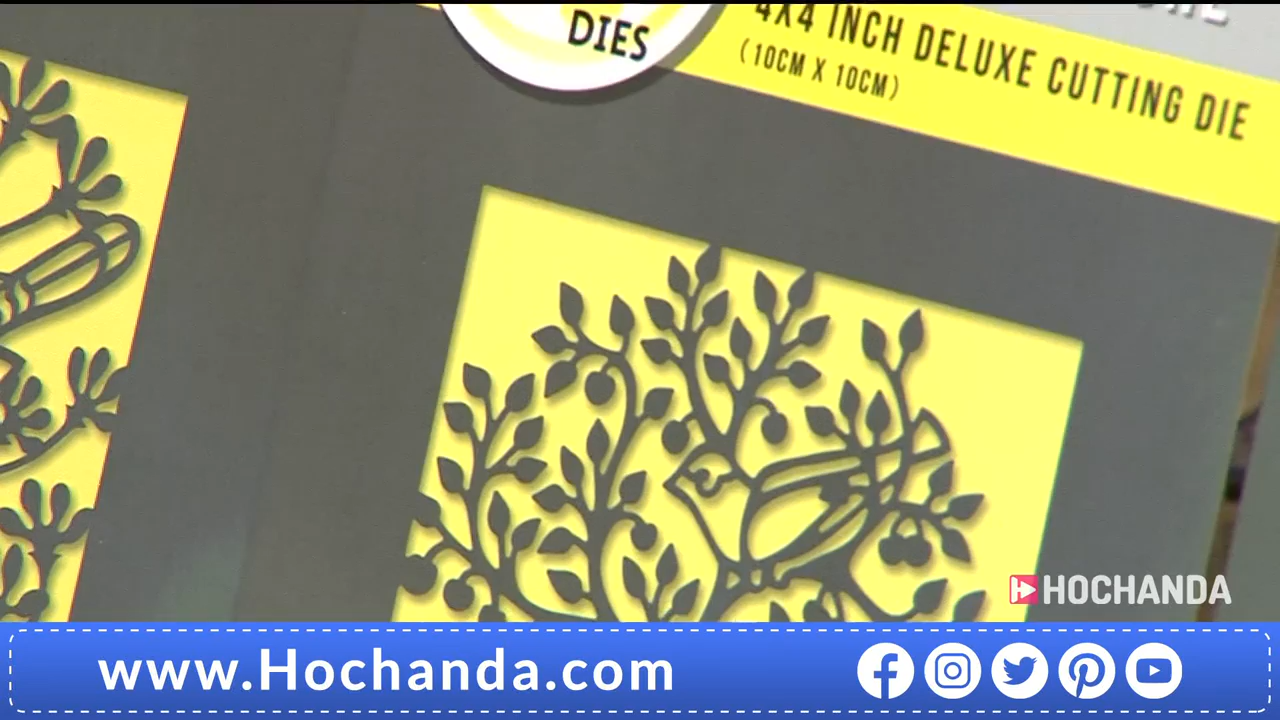 DIES
4X4 INCH DELUXE CUTTING DIE
(10CM X 10CM)
HOCHANDA
www.Hochanda.com